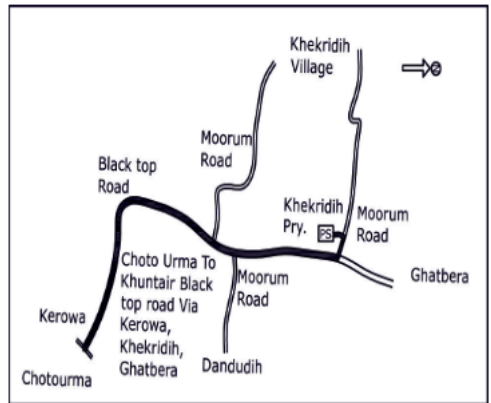 Khekridih
Village
Moorum
Road
Black top
Road
Khekridih
Pry.
PS
Moorum
Road
Ghatbera
Choto Urma To
Khuntair Black
top road Via
Kerowa,
Khekridih,
Ghatbera
Moorum
Road
Kerowa
Dandudih
Chotourma